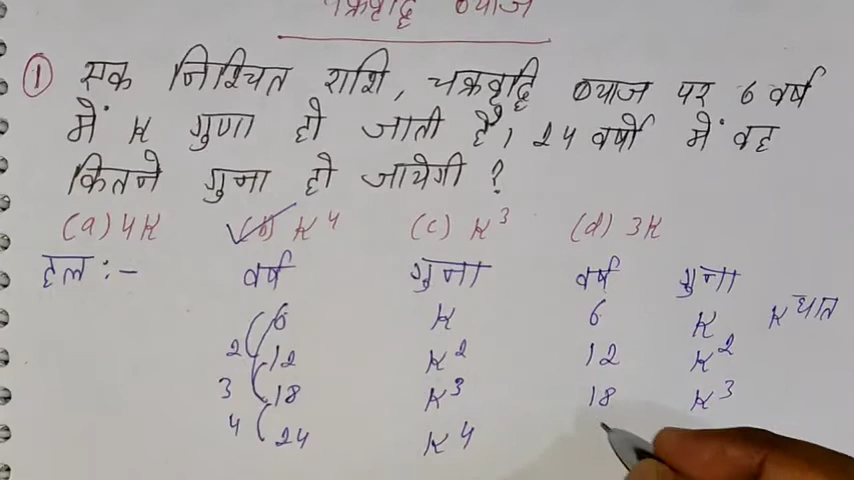 चक्रवृद्धि ब्याज
① एक निश्चित राशि, चक्रवृद्धि ब्याज पर 6 वर्ष
में K गुणा हो जाती है, 24 वर्षों में वह
कितने गुना हो जायेगी ?
(a) 4K (b) K⁴ (c) K³ (d) 3K
हल :- वर्ष गुना वर्ष गुना
6 K 6 K K घात
2 12 K² 12 K²
3 18 K³ 18 K³
4 24 K⁴